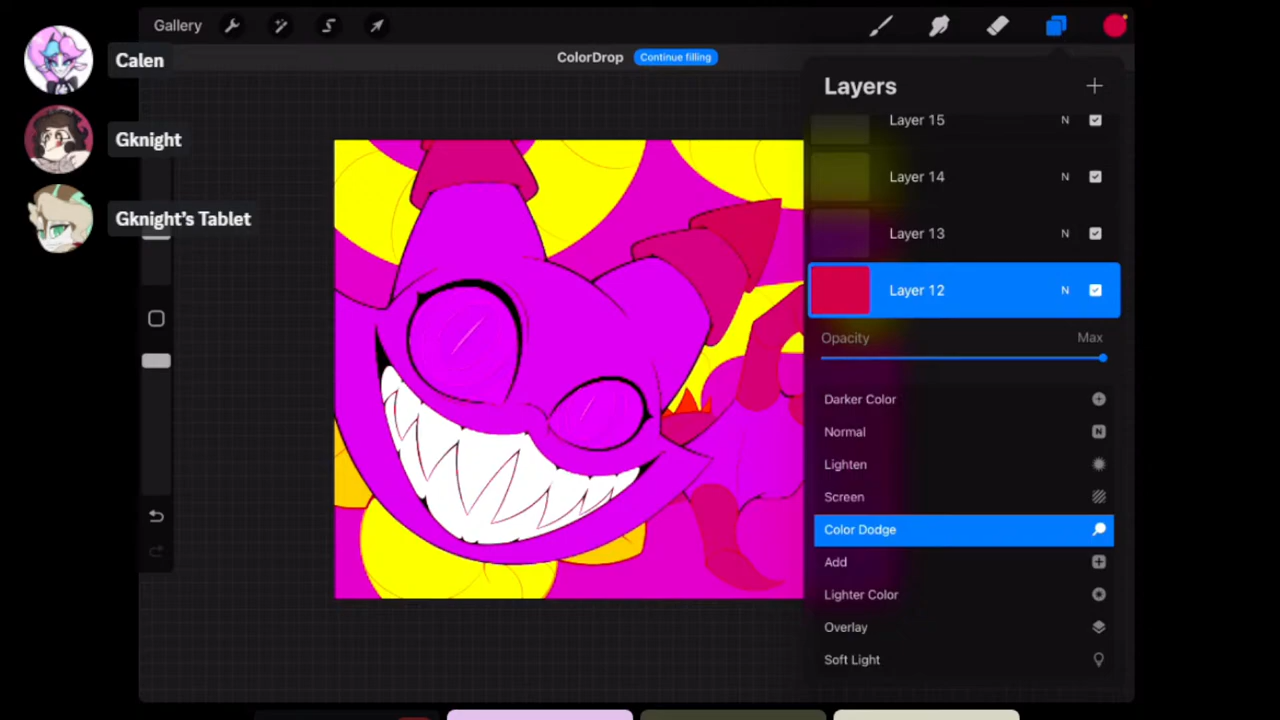 Gallery
Calen
Gknight
Gknight's Tablet
ColorDrop
Continue filling
Layers
Layer 15 N
Layer 14 N
Layer 13 N
Layer 12 N
Opacity Max
Darker Color
Normal N
Lighten
Screen
Color Dodge
Add
Lighter Color
Overlay
Soft Light